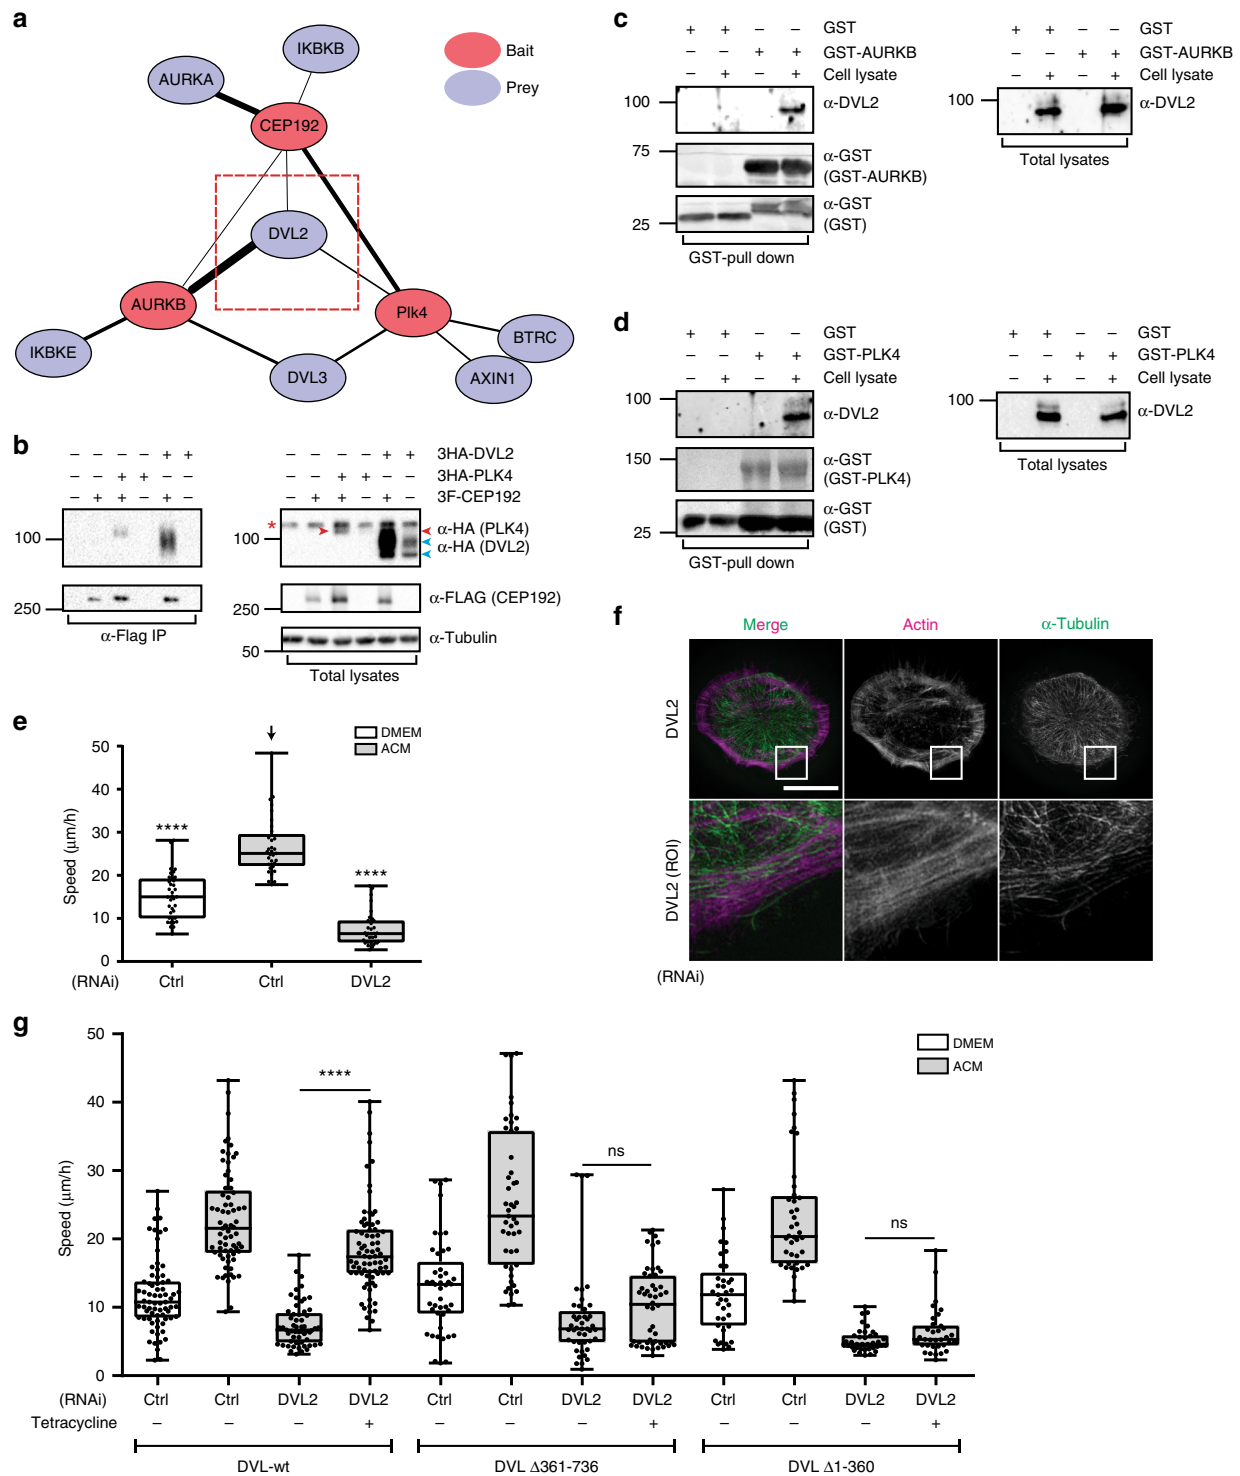 a
IKBKB
AURKA
CEP192
DVL2
AURKB
Plk4
IKBKE
DVL3
BTRC
AXIN1
Bait
Prey
b
– – – – + + 3HA-DVL2
– – + + – – 3HA-PLK4
– + + – + – 3F-CEP192
100
250
α-Flag IP
*
100
250
50
α-HA (PLK4)
α-HA (DVL2)
α-FLAG (CEP192)
α-Tubulin
Total lysates
c
+ + – – GST
– – + + GST-AURKB
– + – + Cell lysate
100
α-DVL2
75
α-GST
(GST-AURKB)
25
α-GST
(GST)
GST-pull down
+ + – – GST
– – + + GST-AURKB
– + – + Cell lysate
100
α-DVL2
Total lysates
d
+ + – – GST
– – + + GST-PLK4
– + – + Cell lysate
100
α-DVL2
150
α-GST
(GST-PLK4)
25
α-GST
(GST)
GST-pull down
+ + – – GST
– – + + GST-PLK4
– + – + Cell lysate
100
α-DVL2
Total lysates
e
DMEM
ACM
Speed (μm/h)
50
40
30
20
10
0
****
****
(RNAi) Ctrl Ctrl DVL2
f
Merge Actin α-Tubulin
DVL2
DVL2 (ROI)
(RNAi)
g
DMEM
ACM
Speed (μm/h)
50
40
30
20
10
0
****
ns
ns
(RNAi) Ctrl Ctrl DVL2 DVL2 Ctrl Ctrl DVL2 DVL2 Ctrl Ctrl DVL2 DVL2
Tetracycline – – – + – – – + – – – +
DVL-wt DVL Δ361-736 DVL Δ1-360